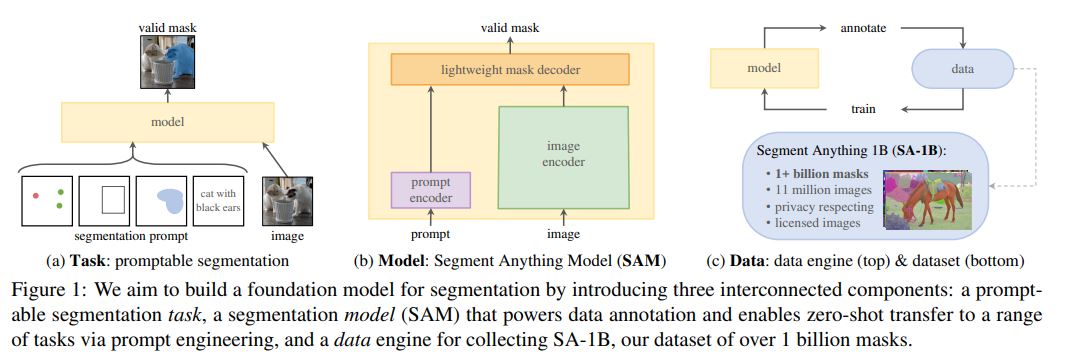 valid mask
model
cat with
black ears
segmentation prompt
image
(a) Task: promptable segmentation
valid mask
lightweight mask decoder
image
encoder
prompt
encoder
prompt
image
(b) Model: Segment Anything Model (SAM)
annotate
model
data
train
Segment Anything 1B (SA-1B):
• 1+ billion masks
• 11 million images
• privacy respecting
• licensed images
(c) Data: data engine (top) & dataset (bottom)
Figure 1: We aim to build a foundation model for segmentation by introducing three interconnected components: a prompt-
able segmentation task, a segmentation model (SAM) that powers data annotation and enables zero-shot transfer to a range
of tasks via prompt engineering, and a data engine for collecting SA-1B, our dataset of over 1 billion masks.